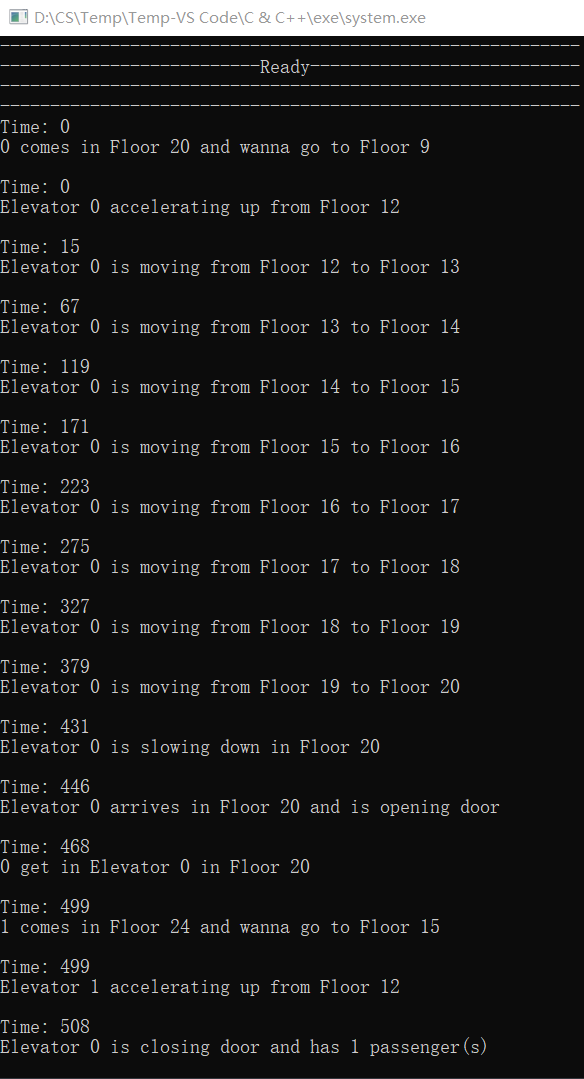 D:\CS\Temp\Temp-VS Code\C & C++\exe\system.exe
----------------------------------------------------------
--------------------------Ready---------------------------
----------------------------------------------------------
----------------------------------------------------------
Time: 0
0 comes in Floor 20 and wanna go to Floor 9
Time: 0
Elevator 0 accelerating up from Floor 12
Time: 15
Elevator 0 is moving from Floor 12 to Floor 13
Time: 67
Elevator 0 is moving from Floor 13 to Floor 14
Time: 119
Elevator 0 is moving from Floor 14 to Floor 15
Time: 171
Elevator 0 is moving from Floor 15 to Floor 16
Time: 223
Elevator 0 is moving from Floor 16 to Floor 17
Time: 275
Elevator 0 is moving from Floor 17 to Floor 18
Time: 327
Elevator 0 is moving from Floor 18 to Floor 19
Time: 379
Elevator 0 is moving from Floor 19 to Floor 20
Time: 431
Elevator 0 is slowing down in Floor 20
Time: 446
Elevator 0 arrives in Floor 20 and is opening door
Time: 468
0 get in Elevator 0 in Floor 20
Time: 499
1 comes in Floor 24 and wanna go to Floor 15
Time: 499
Elevator 1 accelerating up from Floor 12
Time: 508
Elevator 0 is closing door and has 1 passenger(s)